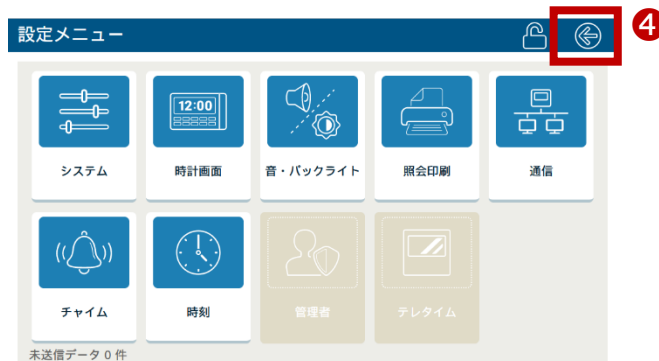 設定メニュー
4
12:00
システム
時計画面
音・バックライト
照会印刷
通信
チャイム
時刻
管理者
テレタイム
未送信データ 0 件